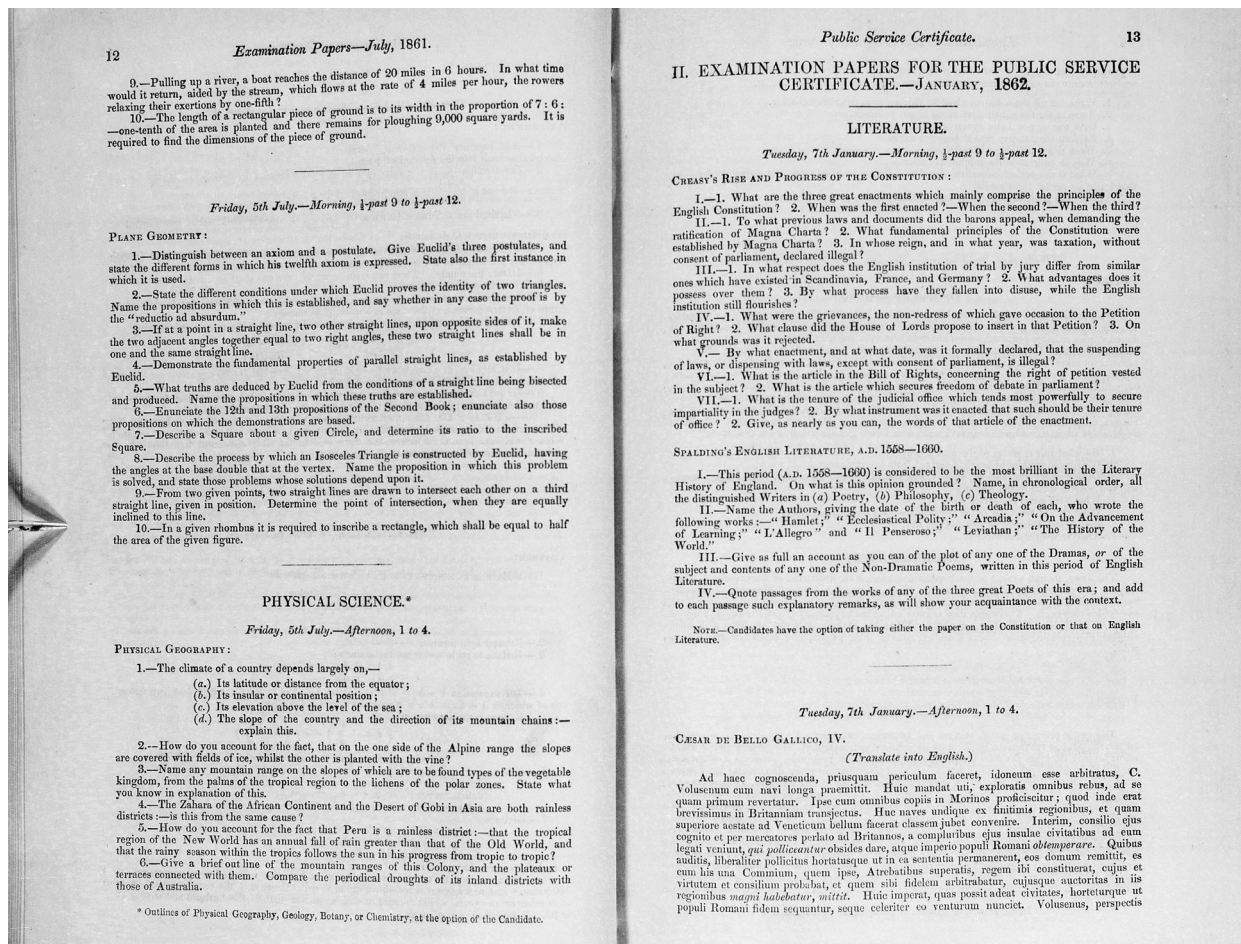 12
Examination Papers—July, 1861.
9.—Pulling up a river, a boat reaches the distance of 20 miles in 6 hours. In what time
would it return, aided by the stream, which flows at the rate of 4 miles per hour, the rowers
relaxing their exertions by one-fifth?
10.—The length of a rectangular piece of ground is to its width in the proportion of 7 : 6 :
—one-tenth of the area is planted and there remains for ploughing 9,000 square yards. It is
required to find the dimensions of the piece of ground.
Friday, 5th July.—Morning, ½-past 9 to ½-past 12.
PLANE GEOMETRY:
1.—Distinguish between an axiom and a postulate. Give Euclid's three postulates, and
state the different forms in which his twelfth axiom is expressed. State also the first instance in
which it is used.
2.—State the different conditions under which Euclid proves the identity of two triangles.
Name the propositions in which this is established, and say whether in any case the proof is by
the "reductio ad absurdum."
3.—If at a point in a straight line, two other straight lines, upon opposite sides of it, make
the two adjacent angles together equal to two right angles, these two straight lines shall be in
one and the same straight line.
4.—Demonstrate the fundamental properties of parallel straight lines, as established by
Euclid.
5.—What truths are deduced by Euclid from the conditions of a straight line being bisected
and produced. Name the propositions in which these truths are established.
6.—Enunciate the 12th and 13th propositions of the Second Book; enunciate also those
propositions on which the demonstrations are based.
7.—Describe a Square about a given Circle, and determine its ratio to the inscribed
Square.
8.—Describe the process by which an Isosceles Triangle is constructed by Euclid, having
the angles at the base double that at the vertex. Name the proposition in which this problem
is solved, and state those problems whose solutions depend upon it.
9.—From two given points, two straight lines are drawn to intersect each other on a third
straight line, given in position. Determine the point of intersection, when they are equally
inclined to this line.
10.—In a given rhombus it is required to inscribe a rectangle, which shall be equal to half
the area of the given figure.
PHYSICAL SCIENCE.*
Friday, 5th July.—Afternoon, 1 to 4.
PHYSICAL GEOGRAPHY:
1.—The climate of a country depends largely on,—
(a.) Its latitude or distance from the equator;
(b.) Its insular or continental position;
(c.) Its elevation above the level of the sea;
(d.) The slope of the country and the direction of its mountain chains:—
explain this.
2.--How do you account for the fact, that on the one side of the Alpine range the slopes
are covered with fields of ice, whilst the other is planted with the vine?
3.—Name any mountain range on the slopes of which are to be found types of the vegetable
kingdom, from the palms of the tropical region to the lichens of the polar zones. State what
you know in explanation of this.
4.—The Zahara of the African Continent and the Desert of Gobi in Asia are both rainless
districts:—is this from the same cause?
5.—How do you account for the fact that Peru is a rainless district:—that the tropical
region of the New World has an annual fall of rain greater than that of the Old World, and
that the rainy season within the tropics follows the sun in his progress from tropic to tropic?
6.—Give a brief outline of the mountain ranges of this Colony, and the plateaux or
terraces connected with them. Compare the periodical droughts of its inland districts with
those of Australia.
* Outlines of Physical Geography, Geology, Botany, or Chemistry, at the option of the Candidate.
Public Service Certificate.
13
II. EXAMINATION PAPERS FOR THE PUBLIC SERVICE
CERTIFICATE.—JANUARY, 1862.
LITERATURE.
Tuesday, 7th January.—Morning, ½-past 9 to ½-past 12.
CREASY'S RISE AND PROGRESS OF THE CONSTITUTION:
I.—1. What are the three great enactments which mainly comprise the principles of the
English Constitution? 2. When was the first enacted?—When the second?—When the third?
II.—1. To what previous laws and documents did the barons appeal, when demanding the
ratification of Magna Charta? 2. What fundamental principles of the Constitution were
established by Magna Charta? 3. In whose reign, and in what year, was taxation, without
consent of parliament, declared illegal?
III.—1. In what respect does the English institution of trial by jury differ from similar
ones which have existed in Scandinavia, France, and Germany? 2. What advantages does it
possess over them? 3. By what process have they fallen into disuse, while the English
institution still flourishes?
IV.—1. What were the grievances, the non-redress of which gave occasion to the Petition
of Right? 2. What clause did the House of Lords propose to insert in that Petition? 3. On
what grounds was it rejected.
V.— By what enactment, and at what date, was it formally declared, that the suspending
of laws, or dispensing with laws, except with consent of parliament, is illegal?
VI.—1. What is the article in the Bill of Rights, concerning the right of petition vested
in the subject? 2. What is the article which secures freedom of debate in parliament?
VII.—1. What is the tenure of the judicial office which tends most powerfully to secure
impartiality in the judges? 2. By what instrument was it enacted that such should be their tenure
of office? 2. Give, as nearly as you can, the words of that article of the enactment.
SPALDING'S ENGLISH LITERATURE, A.D. 1558—1660.
I.—This period (A.D. 1558—1660) is considered to be the most brilliant in the Literary
History of England. On what is this opinion grounded? Name, in chronological order, all
the distinguished Writers in (a) Poetry, (b) Philosophy, (c) Theology.
II.—Name the Authors, giving the date of the birth or death of each, who wrote the
following works:—"Hamlet;" "Ecclesiastical Polity;" "Arcadia;" "On the Advancement
of Learning;" "L'Allegro" and "Il Penseroso;" "Leviathan;" "The History of the
World."
III.—Give as full an account as you can of the plot of any one of the Dramas, or of the
subject and contents of any one of the Non-Dramatic Poems, written in this period of English
Literature.
IV.—Quote passages from the works of any of the three great Poets of this era; and add
to each passage such explanatory remarks, as will show your acquaintance with the context.
NOTE.—Candidates have the option of taking either the paper on the Constitution or that on English
Literature.
Tuesday, 7th January.—Afternoon, 1 to 4.
CÆSAR DE BELLO GALLICO, IV.
(Translate into English.)
Ad haec cognoscenda, priusquam periculum faceret, idoneum esse arbitratus, C.
Volusenum cum navi longa praemittit. Huic mandat uti, exploratis omnibus rebus, ad se
quam primum revertatur. Ipse cum omnibus copiis in Morinos proficiscitur; quod inde erat
brevissimus in Britanniam transjectus. Huc naves undique ex finitimis regionibus, et quam
superiore aestate ad Veneticum bellum facerat classem jubet convenire. Interim, consilio ejus
cognito et per mercatores perlato ad Britannos, a compluribus ejus insulae civitatibus ad eum
legati veniunt, qui polliceantur obsides dare, atque imperio populi Romani obtemperare. Quibus
auditis, liberaliter pollicitus hortatusque ut in ea sententia permanerent, eos domum remittit, es
cum his una Commium, quem ipse, Atrebatibus superatis, regem ibi constituerat, cujus et
virtutem et consilium probabat, et quem sibi fidelem arbitrabatur, cujusque auctoritas in iis
regionibus magni habebatur, mittit. Huic imperat, quas possit adeat civitates, horteturque ut
populi Romani fidem sequantur, seque celeriter eo venturum nunciet. Volusenus, perspectis